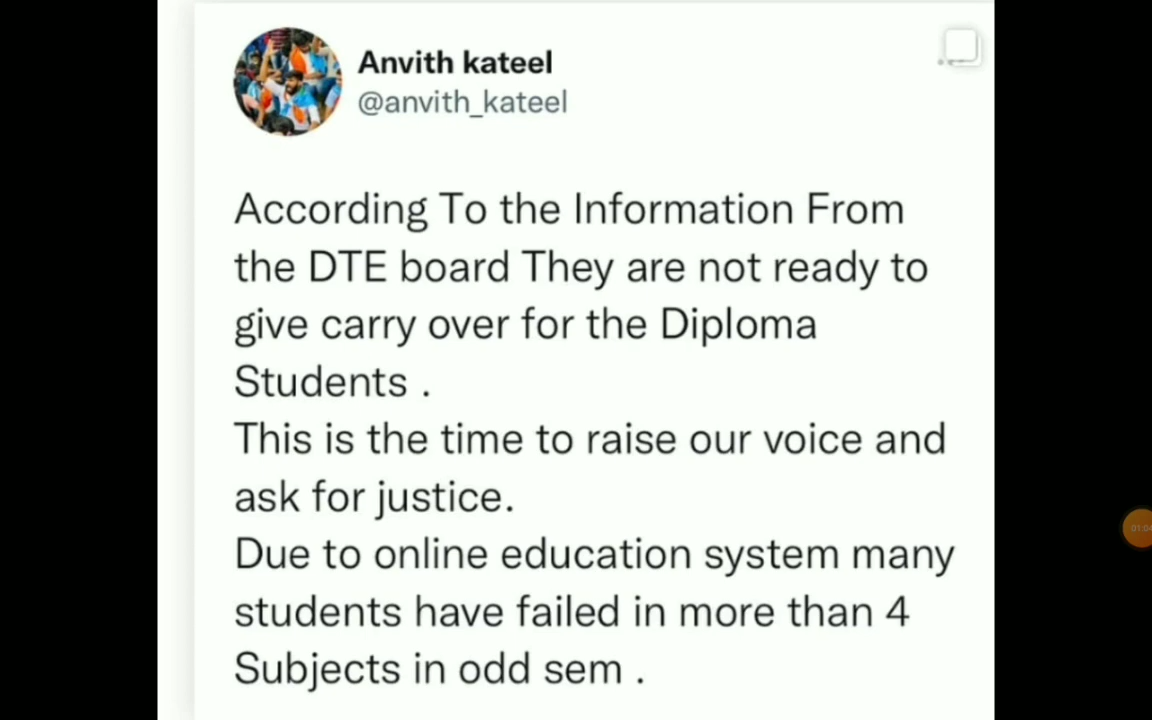 Anvith kateel
@anvith_kateel
According To the Information From
the DTE board They are not ready to
give carry over for the Diploma
Students .
This is the time to raise our voice and
ask for justice.
Due to online education system many
students have failed in more than 4
Subjects in odd sem .